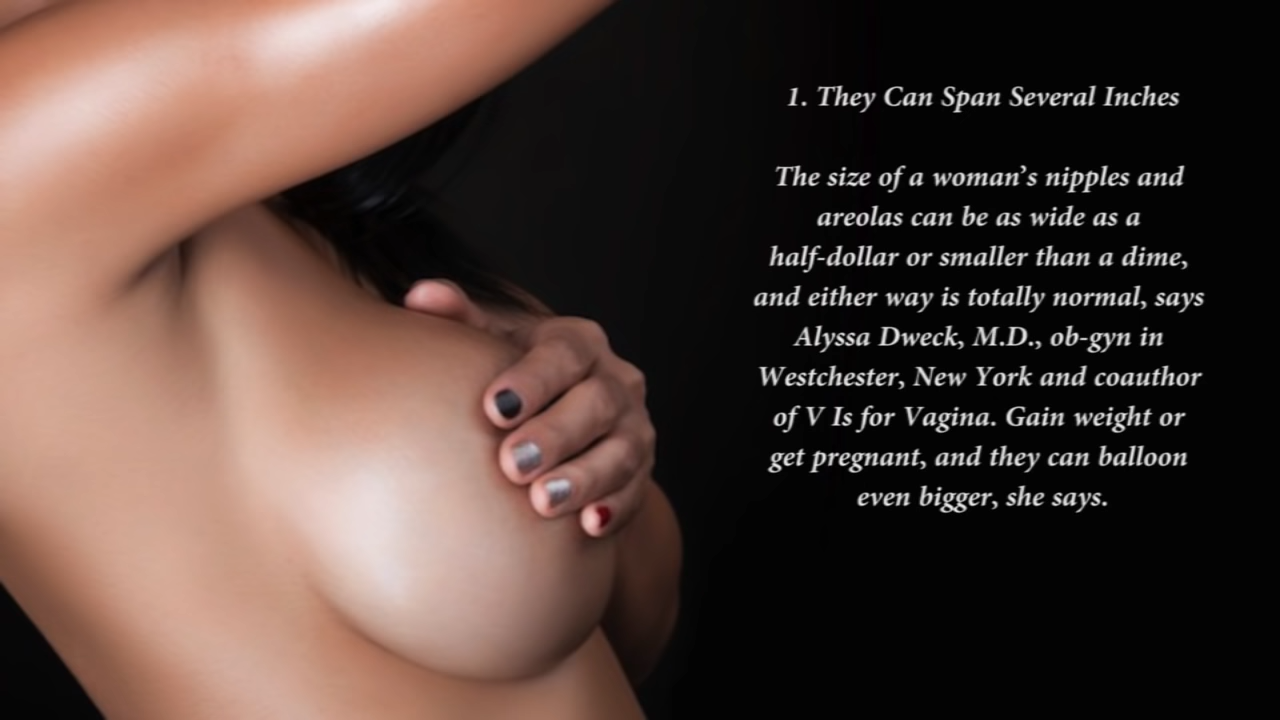 1. They Can Span Several Inches
The size of a woman’s nipples and
areolas can be as wide as a
half-dollar or smaller than a dime,
and either way is totally normal, says
Alyssa Dweck, M.D., ob-gyn in
Westchester, New York and coauthor
of V Is for Vagina. Gain weight or
get pregnant, and they can balloon
even bigger, she says.